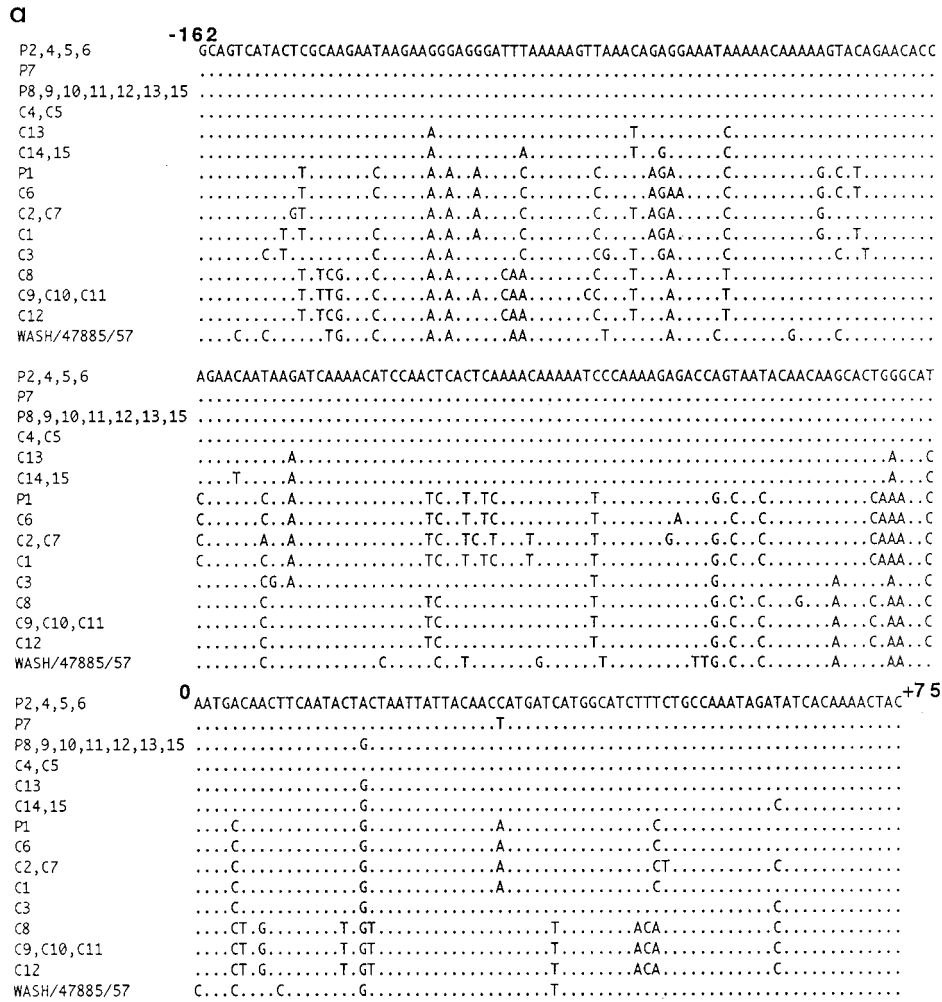 a
-162
P2,4,5,6 GCAGTCATACTCGCAAGAATAAGAAGGGAGGGATTTAAAAAGTTAAACAGAGGAAATAAAAACAAAAAGTACAGAACACC
P7 ................................................................................
P8,9,10,11,12,13,15 ................................................................................
C4,C5 ................................................................................
C13 .........................A.....................T.........C......................
C14,15 .........................A.........A...........T..G......C......................
P1 ...........T.......C.....A.A..A....C.......C.....AGA.....C.........G.C.T........
C6 ...........T.......C.....A.A..A....C.......C.....AGAA....C.........G.C.T........
C2,C7 ..........GT.......C.....A.A..A....C.......C...T.AGA.....C.........G............
C1 .........T.T.......C.....A.A..A....C.......C.....AGA.....C.........G...T........
C3 .......C.T.........C.....A.A.......C.......CG..T..GA.....C...........C..T.......
C8 ...........T.TCG...C.....A.A.....CAA.......C...T...A.....T......................
C9,C10,C11 ...........T.TTG...C.....A.A..A..CAA......CC...T...A.....T......................
C12 ...........T.TCG...C.....A.A.....CAA.......C...T...A.....T......................
WASH/47885/57 ....C..C......TG...C.....A.A......AA........T......A....C.......G....C..........
P2,4,5,6 AGAACAATAAGATCAAAACATCCAACTCACTCAAAACAAAAATCCCAAAAGAGACCAGTAATACAACAAGCACTGGGCAT
P7 ................................................................................
P8,9,10,11,12,13,15 ................................................................................
C4,C5 ................................................................................
C13 ..........A................................................................A...C
C14,15 ....T.....A................................................................A...C
P1 C......C..A..............TC..T.TC..........T............G.C..C...........CAAA..C
C6 C......C..A..............TC..T.TC..........T........A.....C..C...........CAAA..C
C2,C7 C......A..A..............TC..TC.T...T......T.......G....G.C..C...........CAAA..C
C1 C......C..A..............TC..T.TC...T......T............G.C..C...........CAAA..C
C3 .......CG.A................................T............G............A.....A...C
C8 .......C.................TC................T............G.C..C...G...A...C.AA..C
C9,C10,C11 .......C.................TC................T............G.C..C.......A...C.AA..C
C12 .......C.................TC................T............G.C..C.......A...C.AA..C
WASH/47885/57 .......C............C.....C..T.......G......T.........TTG.C..C.......A.....AA...
0 +75
P2,4,5,6 AATGACAACTTCAATACTACTAATTATTACAACCATGATCATGGCATCTTTCTGCCAAATAGATATCACAAAACTAC
P7 .................................T...........................................
P8,9,10,11,12,13,15 ..................G..........................................................
C4,C5 .............................................................................
C13 ..................G..........................................................
C14,15 ..................G............................................C.............
P1 ....C.............G..............A................C..........................
C6 ....C.............G..............A................C..........................
C2,C7 ....C.............G..............A................CT...........C.............
C1 ....C.............G..............A................C..........................
C3 ....C.............G............................................C.............
C8 ....CT.G........T.GT...................T........ACA............C.............
C9,C10,C11 ....CT.G........T.GT...................T........ACA............C.............
C12 ....CT.G........T.GT...................T........ACA............C.............
WASH/47885/57 C...C....C........G....................T.....................................